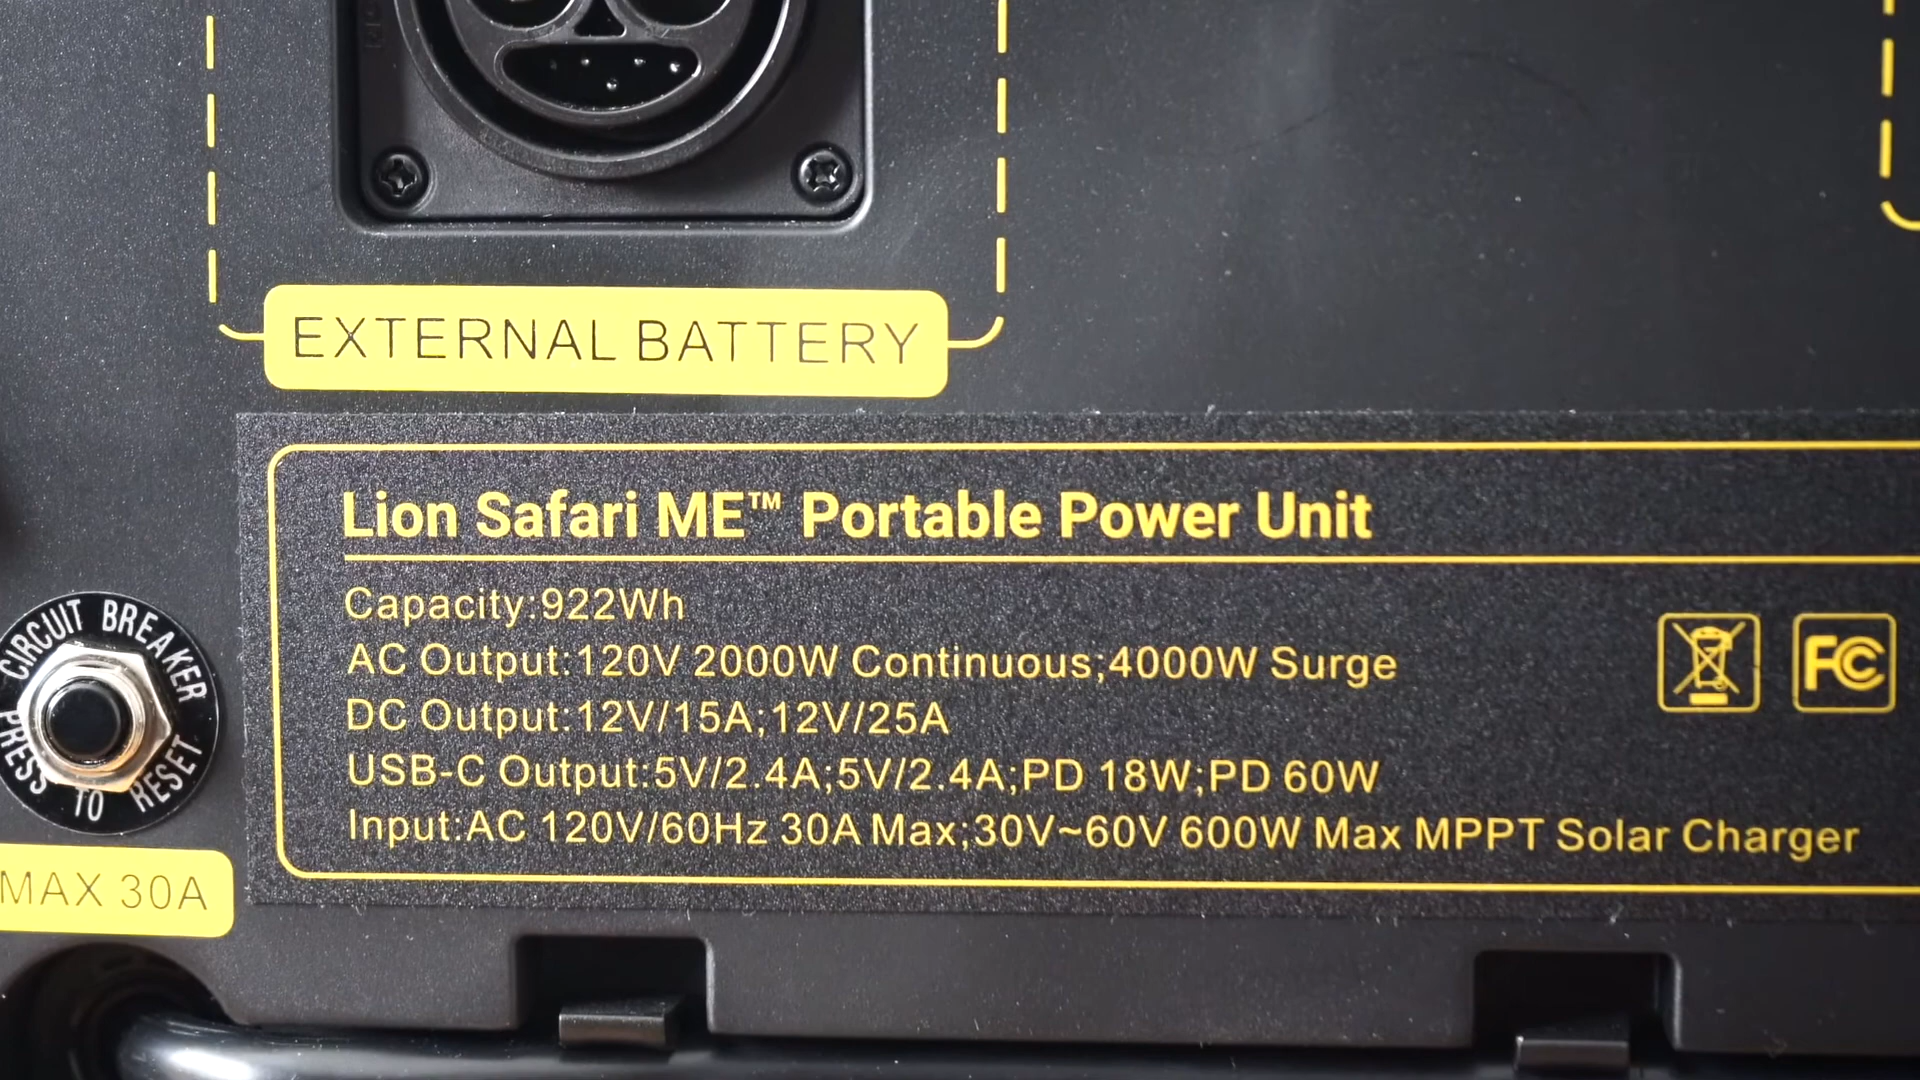 EXTERNAL BATTERY
Lion Safari ME™ Portable Power Unit
Capacity:922Wh
AC Output:120V 2000W Continuous;4000W Surge
DC Output:12V/15A;12V/25A
USB-C Output:5V/2.4A;5V/2.4A;PD 18W;PD 60W
Input:AC 120V/60Hz 30A Max;30V~60V 600W Max MPPT Solar Charger
FC
CIRCUIT BREAKER
PRESS TO RESET
MAX 30A